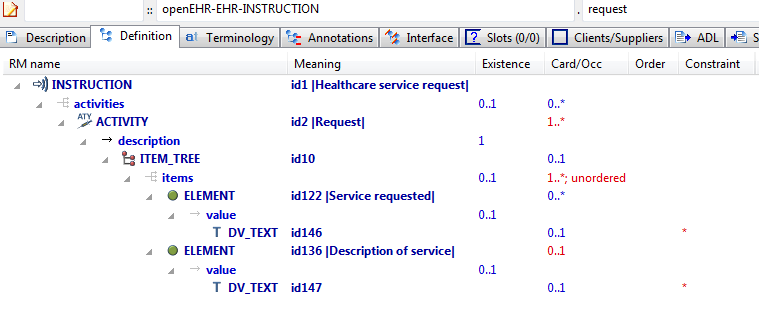 :: openEHR-EHR-INSTRUCTION . request
Description Definition Terminology Annotations Interface Slots (0/0) Clients/Suppliers ADL S
RM name Meaning Existence Card/Occ Order Constraint
INSTRUCTION id1 |Healthcare service request|
activities 0..1 0..*
ATY ACTIVITY id2 |Request| 1..*
description 1
ITEM_TREE id10 0..1
items 0..1 1..*; unordered
ELEMENT id122 |Service requested| 0..*
value 0..1
T DV_TEXT id146 0..1 *
ELEMENT id136 |Description of service| 0..1
value 0..1
T DV_TEXT id147 0..1 *